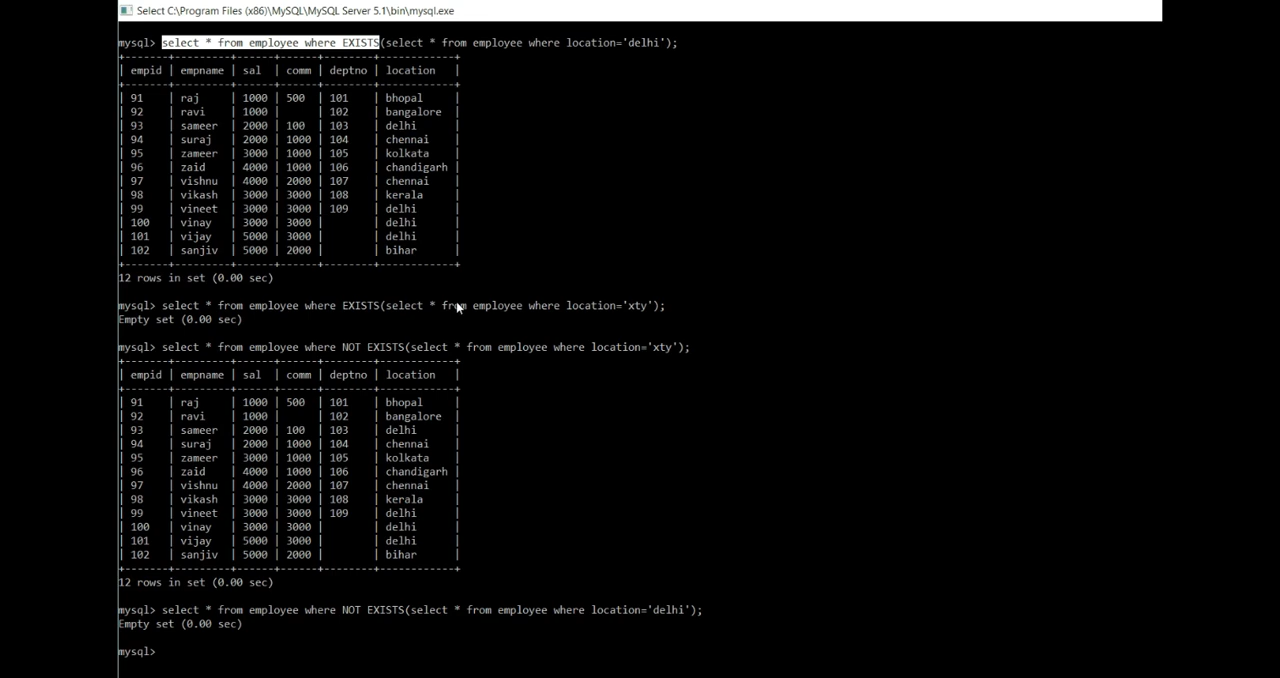 Select C:\Program Files (x86)\MySQL\MySQL Server 5.1\bin\mysql.exe
mysql> select * from employee where EXISTS(select * from employee where location='delhi');
+-------+---------+------+------+--------+------------+
| empid | empname | sal  | comm | deptno | location   |
+-------+---------+------+------+--------+------------+
| 91    | raj     | 1000 | 500  | 101    | bhopal     |
| 92    | ravi    | 1000 |      | 102    | bangalore  |
| 93    | sameer  | 2000 | 100  | 103    | delhi      |
| 94    | suraj   | 2000 | 1000 | 104    | chennai    |
| 95    | zameer  | 3000 | 1000 | 105    | kolkata    |
| 96    | zaid    | 4000 | 1000 | 106    | chandigarh |
| 97    | vishnu  | 4000 | 2000 | 107    | chennai    |
| 98    | vikash  | 3000 | 3000 | 108    | kerala     |
| 99    | vineet  | 3000 | 3000 | 109    | delhi      |
| 100   | vinay   | 3000 | 3000 |        | delhi      |
| 101   | vijay   | 5000 | 3000 |        | delhi      |
| 102   | sanjiv  | 5000 | 2000 |        | bihar      |
+-------+---------+------+------+--------+------------+
12 rows in set (0.00 sec)
mysql> select * from employee where EXISTS(select * from employee where location='xty');
Empty set (0.00 sec)
mysql> select * from employee where NOT EXISTS(select * from employee where location='xty');
+-------+---------+------+------+--------+------------+
| empid | empname | sal  | comm | deptno | location   |
+-------+---------+------+------+--------+------------+
| 91    | raj     | 1000 | 500  | 101    | bhopal     |
| 92    | ravi    | 1000 |      | 102    | bangalore  |
| 93    | sameer  | 2000 | 100  | 103    | delhi      |
| 94    | suraj   | 2000 | 1000 | 104    | chennai    |
| 95    | zameer  | 3000 | 1000 | 105    | kolkata    |
| 96    | zaid    | 4000 | 1000 | 106    | chandigarh |
| 97    | vishnu  | 4000 | 2000 | 107    | chennai    |
| 98    | vikash  | 3000 | 3000 | 108    | kerala     |
| 99    | vineet  | 3000 | 3000 | 109    | delhi      |
| 100   | vinay   | 3000 | 3000 |        | delhi      |
| 101   | vijay   | 5000 | 3000 |        | delhi      |
| 102   | sanjiv  | 5000 | 2000 |        | bihar      |
+-------+---------+------+------+--------+------------+
12 rows in set (0.00 sec)
mysql> select * from employee where NOT EXISTS(select * from employee where location='delhi');
Empty set (0.00 sec)
mysql>